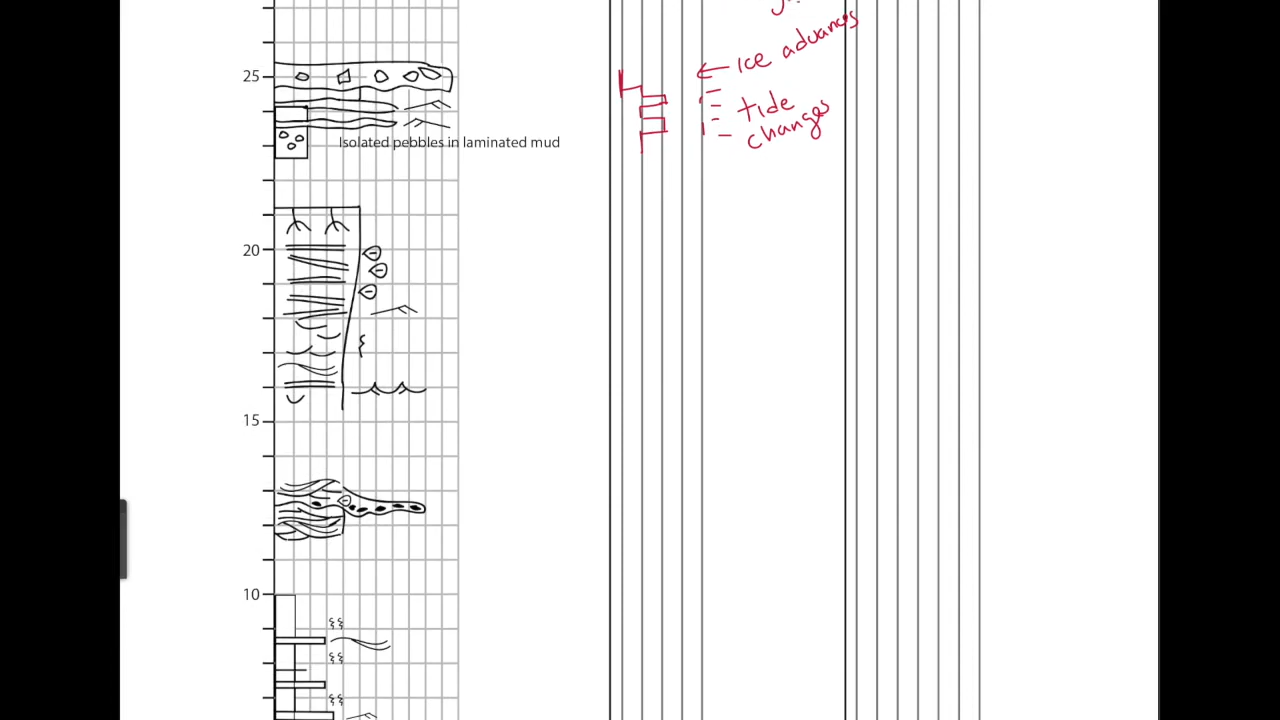 ← Ice advances
25
tide
changes
Isolated pebbles in laminated mud
20
15
10